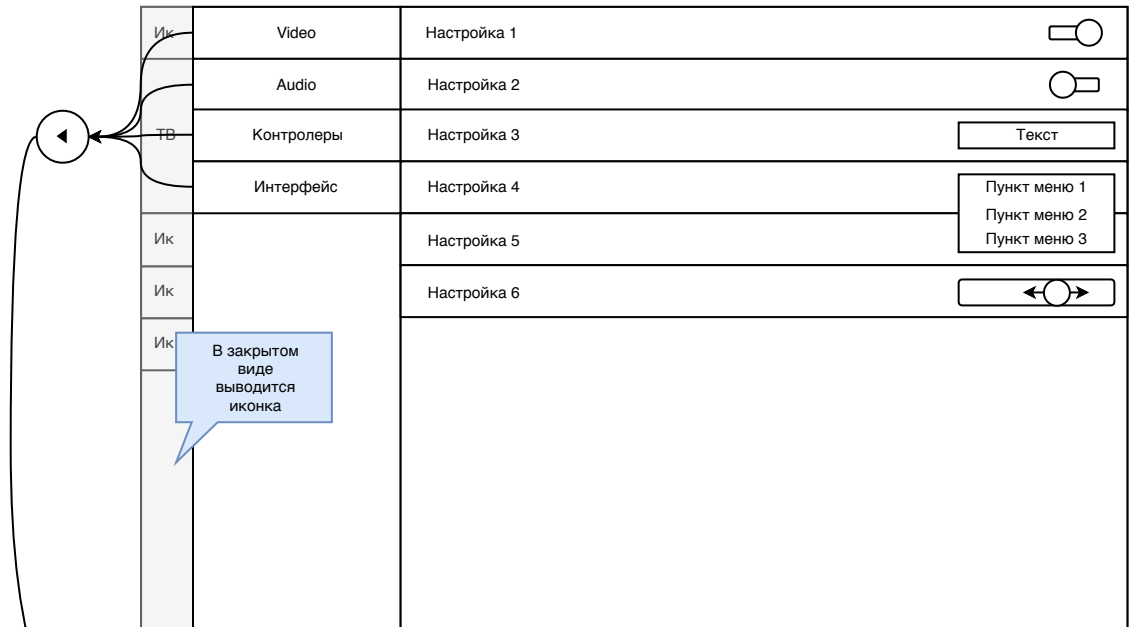 Ик
Video
Настройка 1
Audio
Настройка 2
ТВ
Контролеры
Настройка 3
Текст
Интерфейс
Настройка 4
Пункт меню 1
Пункт меню 2
Ик
Настройка 5
Пункт меню 3
Ик
Настройка 6
Ик
В закрытом
виде
выводится
иконка